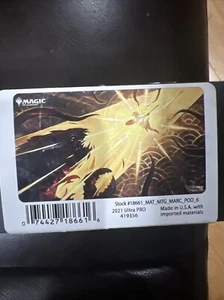 MAGIC
Stock #18661_MAT_MTG_MARC_POD_6
2021 Ultra PRO
419356
Made in U.S.A. with
imported materials
0 74427 18661 6